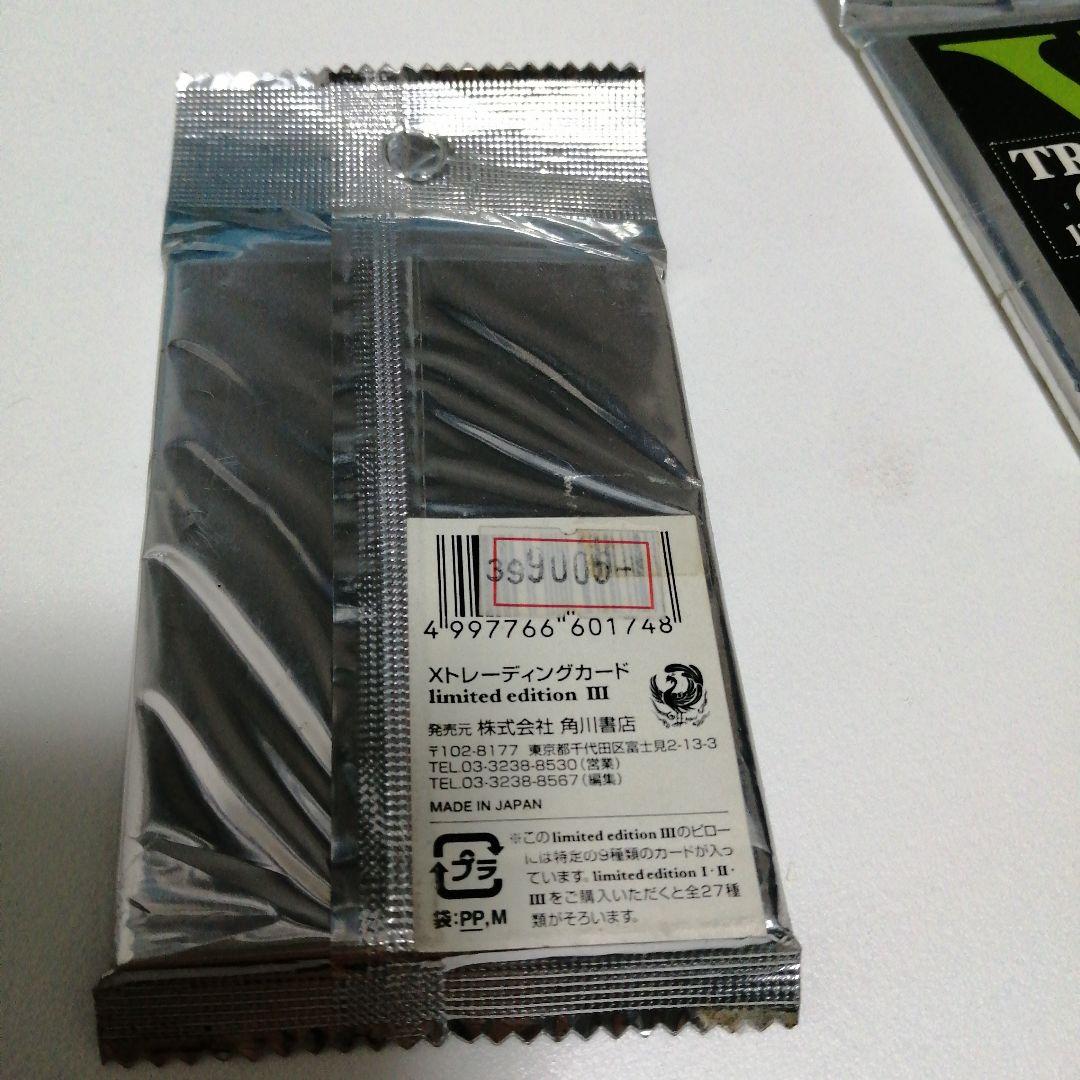 4 997766 601748
Xトレーディングカード
limited edition III
発売元 株式会社 角川書店
〒102-8177 東京都千代田区富士見2-13-3
TEL.03-3238-8530(営業)
TEL.03-3238-8567(編集)
MADE IN JAPAN
プラ
袋:PP,M
※このlimited edition IIIのピロー
には特定の9種類のカードが入っ
ています。limited edition I・II・
IIIをご購入いただくと全27種
類がそろいます。
TR